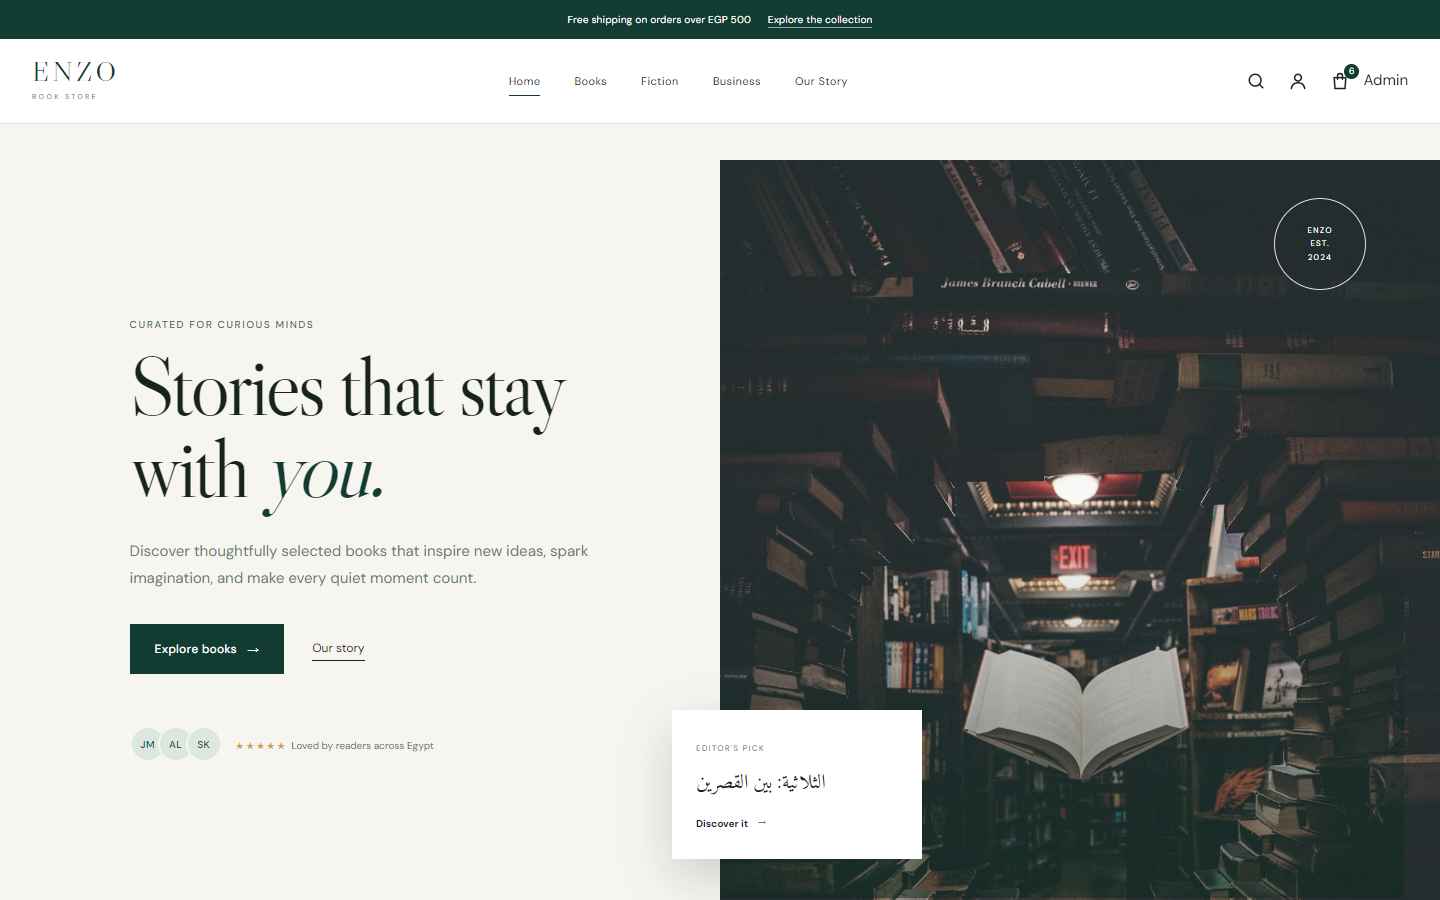 Free shipping on orders over EGP 500 Explore the collection
ENZO
BOOK STORE
Home Books Fiction Business Our Story
6 Admin
CURATED FOR CURIOUS MINDS
Stories that stay
with you.
Discover thoughtfully selected books that inspire new ideas, spark
imagination, and make every quiet moment count.
Explore books →
Our story
JM AL SK ★★★★★ Loved by readers across Egypt
ENZO
EST.
2024
James Branch Cabell · BREWER
EXIT
MARS
EDITOR'S PICK
الثلاثية: بين القصرين
Discover it →